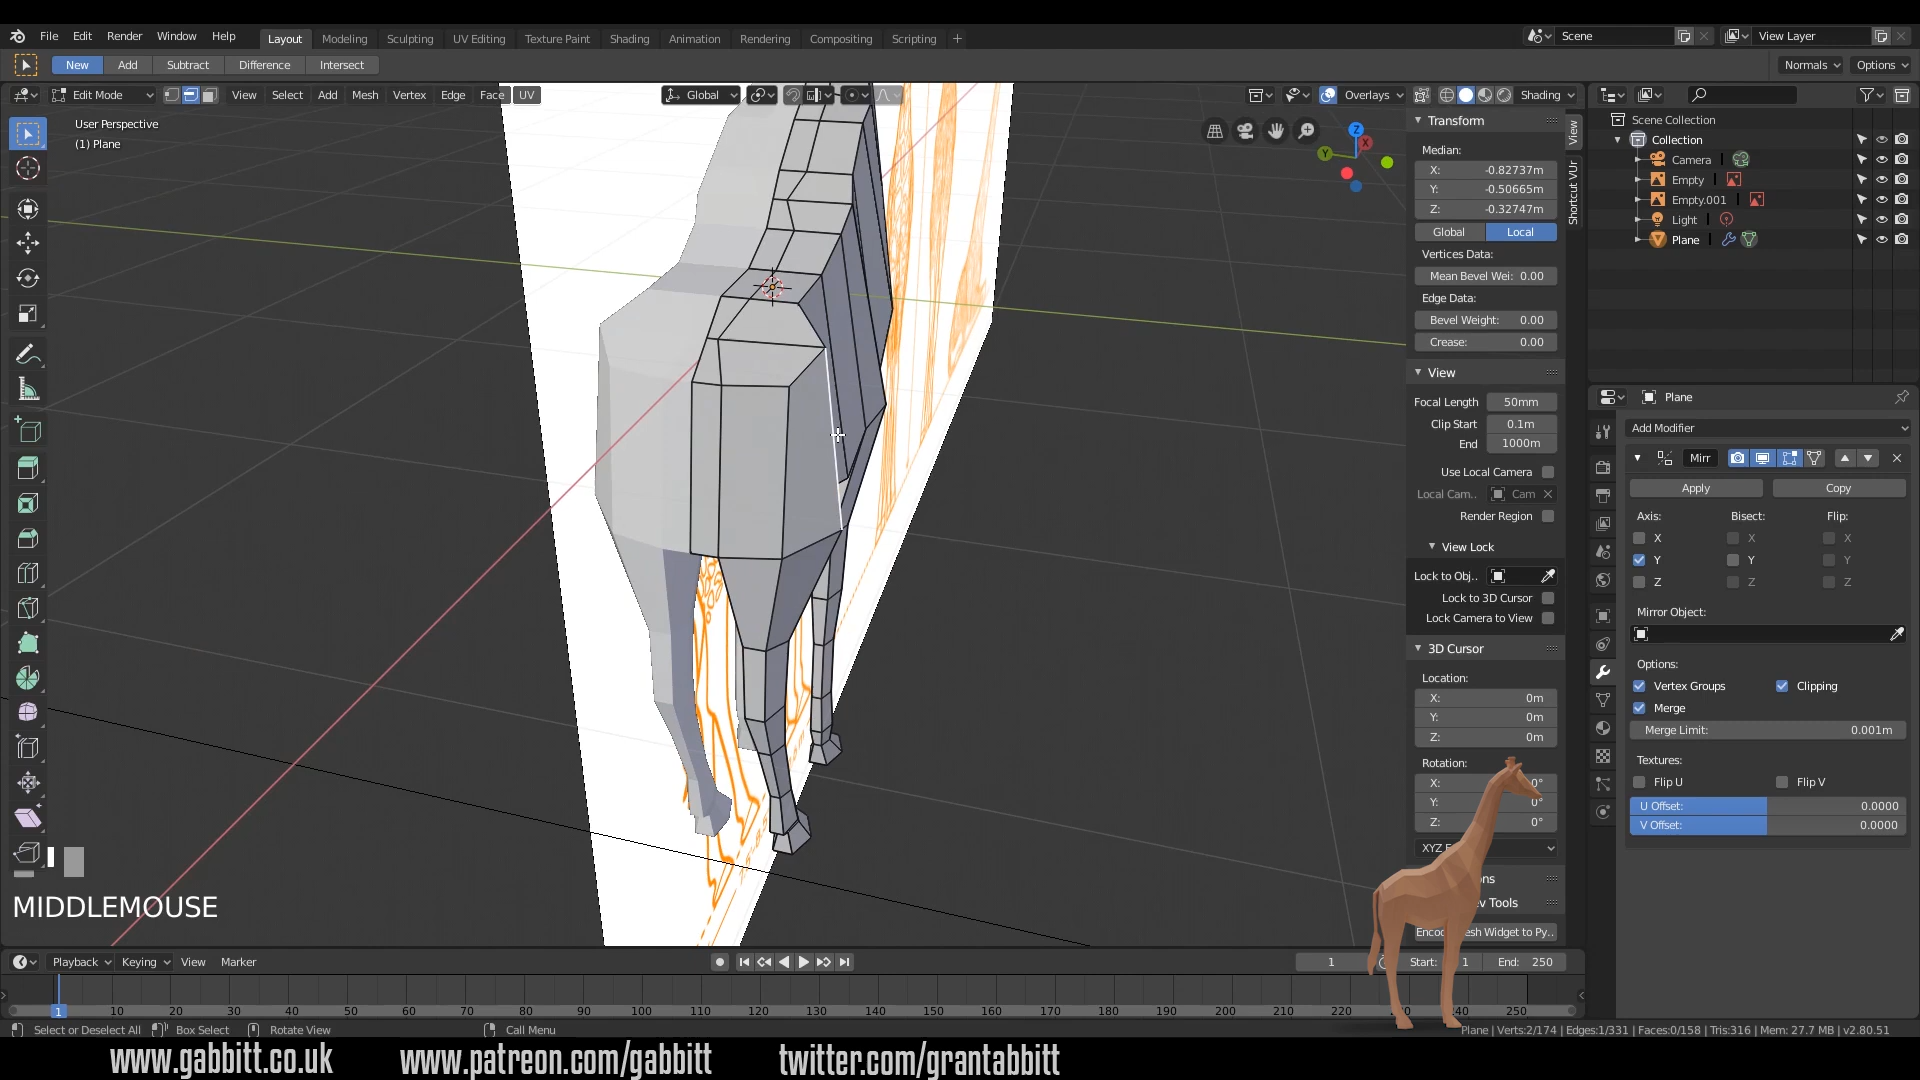 File Edit Render Window Help Layout Modeling Sculpting UV Editing Texture Paint Shading Animation Rendering Compositing Scripting + Scene View Layer
New Add Subtract Difference Intersect Normals Options
Edit Mode View Select Add Mesh Vertex Edge Face UV Global Overlays Shading
User Perspective
(1) Plane
Z
X
Y
Transform
Median:
X: -0.82737m
Y: -0.50665m
Z: -0.32747m
Global Local
Vertices Data:
Mean Bevel Wei: 0.00
Edge Data:
Bevel Weight: 0.00
Crease: 0.00
View
Focal Length 50mm
Clip Start 0.1m
End 1000m
Use Local Camera
Local Cam.. Cam
Render Region
View Lock
Lock to Obj..
Lock to 3D Cursor
Lock Camera to View
3D Cursor
Location:
X: 0m
Y: 0m
Z: 0m
Rotation:
X: 0°
Y: 0°
Z: 0°
View
Shortcut VUr
Scene Collection
Collection
Camera
Empty
Empty.001
Light
Plane
Plane
Add Modifier
Mirr
Apply Copy
Axis: Bisect: Flip:
X X X
Y Y Y
Z Z Z
Mirror Object:
Options:
Vertex Groups Clipping
Merge
Merge Limit: 0.001m
Textures:
Flip U Flip V
U Offset: 0.0000
V Offset: 0.0000
MIDDLEMOUSE
Playback Keying View Marker 1 Start: 1 End: 250
1 10 20 30 40 50 60 70 80 90 100 110 120 130 140 150 160 170 180 190 200 210 220 230 240 250
Select or Deselect All Box Select Rotate View Call Menu Plane | Verts:2/174 | Edges:1/331 | Faces:0/158 | Tris:316 | Mem: 27.7 MB | v2.80.51
www.gabbitt.co.uk www.patreon.com/gabbitt twitter.com/grantabbitt